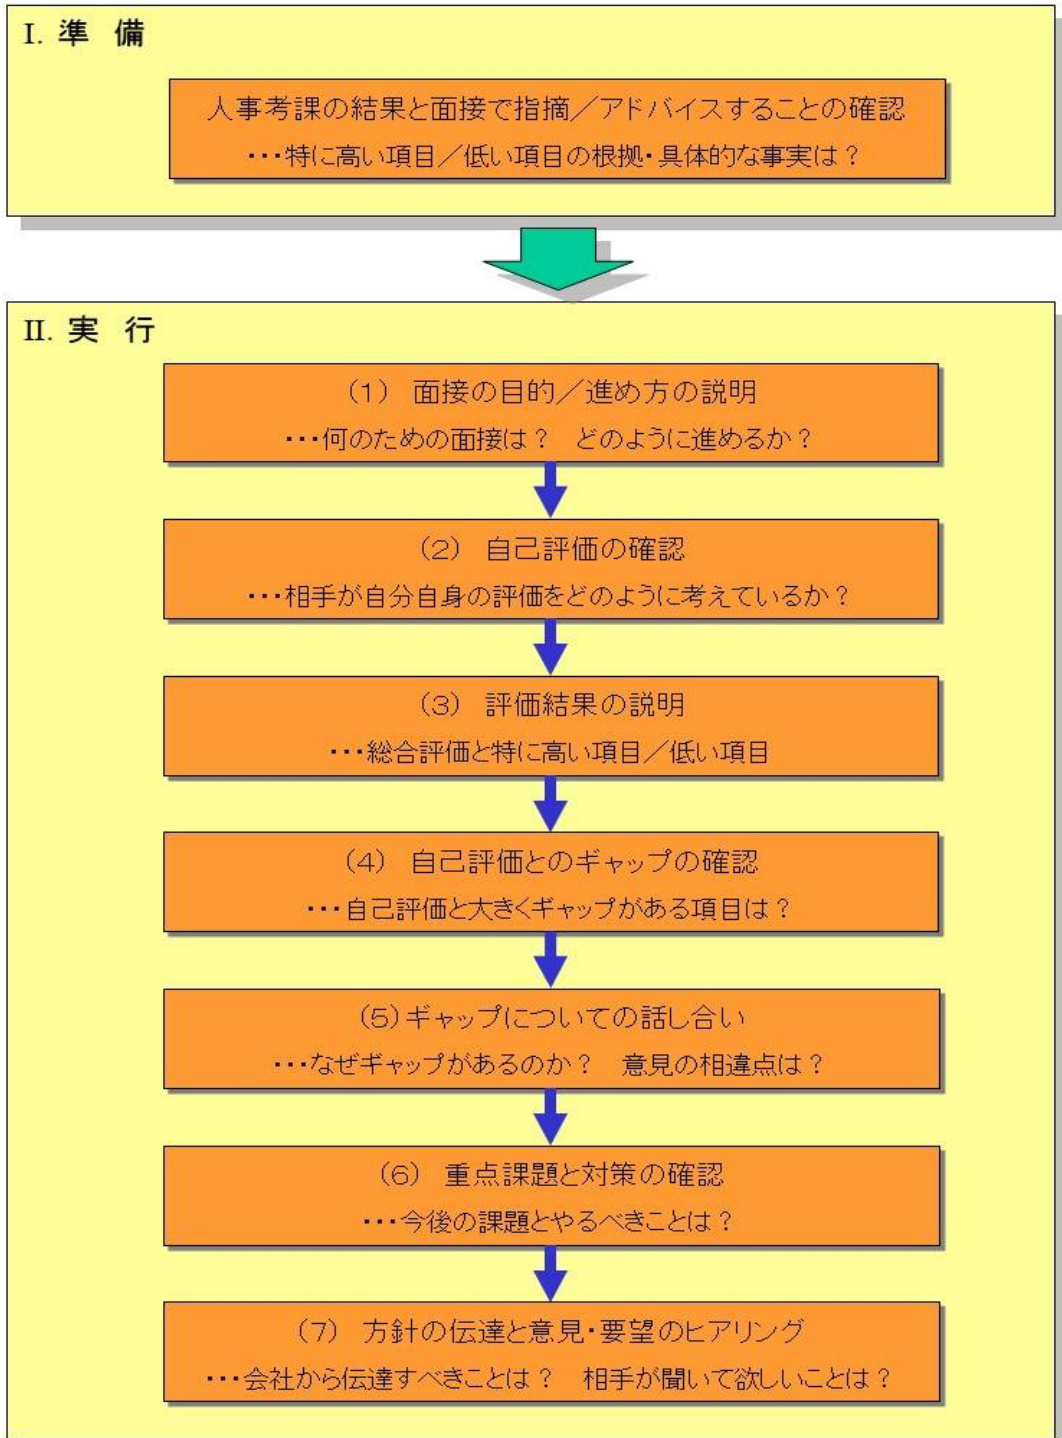 I. 準　備
人事考課の結果と面接で指摘／アドバイスすることの確認
・・・特に高い項目／低い項目の根拠・具体的な事実は？
II. 実　行
（1）　面接の目的／進め方の説明
・・・何のための面接は？　どのように進めるか？
（2）　自己評価の確認
・・・相手が自分自身の評価をどのように考えているか？
（3）　評価結果の説明
・・・総合評価と特に高い項目／低い項目
（4）　自己評価とのギャップの確認
・・・自己評価と大きくギャップがある項目は？
（5）ギャップについての話し合い
・・・なぜギャップがあるのか？　意見の相違点は？
（6）　重点課題と対策の確認
・・・今後の課題とやるべきことは？
（7）　方針の伝達と意見・要望のヒアリング
・・・会社から伝達すべきことは？　相手が聞いて欲しいことは？